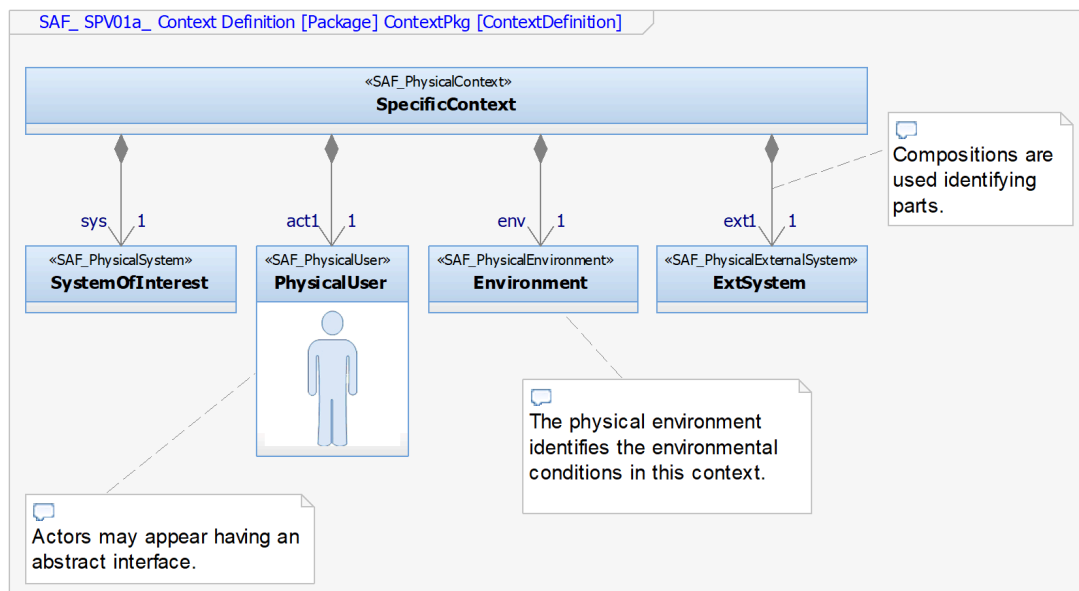 SAF_ SPV01a_ Context Definition [Package] ContextPkg [ContextDefinition]
«SAF_PhysicalContext»
SpecificContext
Compositions are
used identifying
parts.
sys 1 act1 1 env 1 ext1 1
«SAF_PhysicalSystem»
SystemOfInterest
«SAF_PhysicalUser»
PhysicalUser
«SAF_PhysicalEnvironment»
Environment
«SAF_PhysicalExternalSystem»
ExtSystem
The physical environment
identifies the environmental
conditions in this context.
Actors may appear having an
abstract interface.